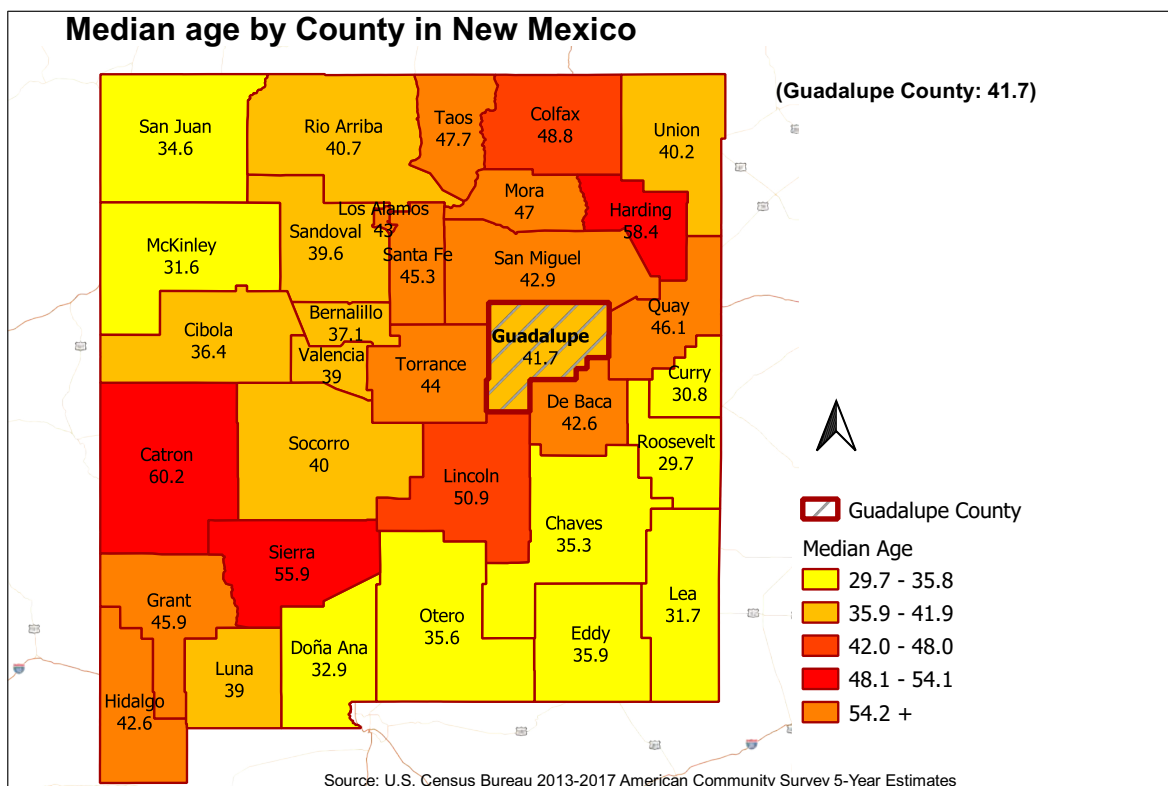 Median age by County in New Mexico
(Guadalupe County: 41.7)
San Juan
34.6
Rio Arriba
40.7
Taos
47.7
Colfax
48.8
Union
40.2
Mora
47
Harding
58.4
Los Alamos
43
McKinley
31.6
Sandoval
39.6
Santa Fe
45.3
San Miguel
42.9
Quay
46.1
Cibola
36.4
Bernalillo
37.1
Valencia
39
Torrance
44
Guadalupe
41.7
Curry
30.8
De Baca
42.6
Roosevelt
29.7
Catron
60.2
Socorro
40
Lincoln
50.9
Chaves
35.3
Sierra
55.9
Grant
45.9
Otero
35.6
Lea
31.7
Eddy
35.9
Doña Ana
32.9
Luna
39
Hidalgo
42.6
Guadalupe County
Median Age
29.7 - 35.8
35.9 - 41.9
42.0 - 48.0
48.1 - 54.1
54.2 +
Source: U.S. Census Bureau 2013-2017 American Community Survey 5-Year Estimates